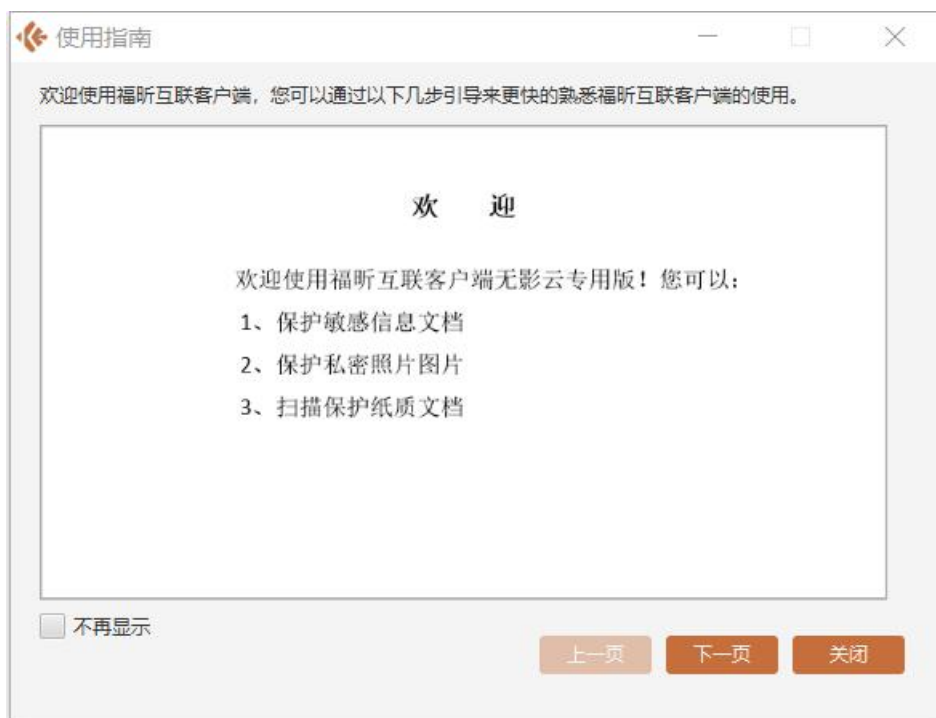 使用指南
欢迎使用福昕互联客户端，您可以通过以下几步引导来更快的熟悉福昕互联客户端的使用。
欢 迎
欢迎使用福昕互联客户端无影云专用版！您可以：
1、保护敏感信息文档
2、保护私密照片图片
3、扫描保护纸质文档
不再显示
上一页 下一页 关闭